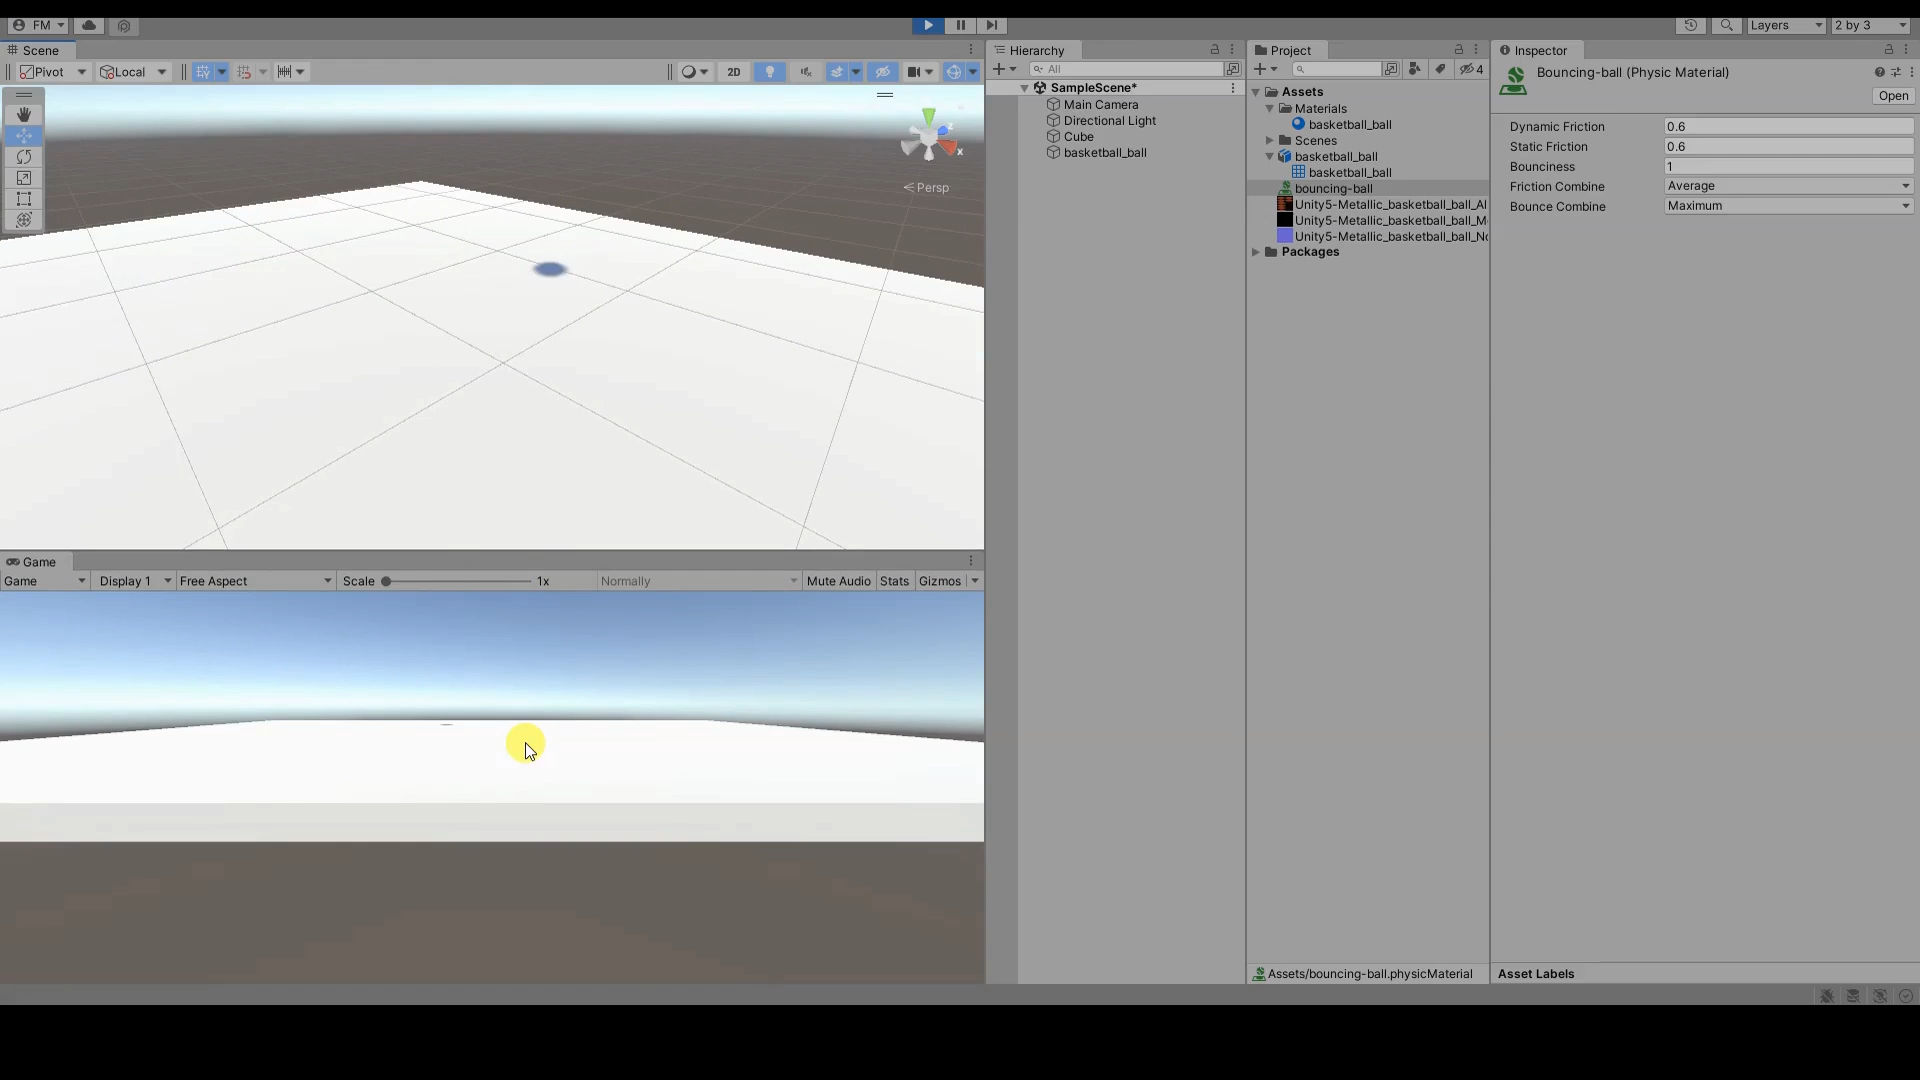 FM
Layers
2 by 3
Scene
Pivot
Local
2D
x
Persp
Game
Game
Display 1
Free Aspect
Scale
1x
Normally
Mute Audio
Stats
Gizmos
Hierarchy
All
SampleScene*
Main Camera
Directional Light
Cube
basketball_ball
Project
4
Assets
Materials
basketball_ball
Scenes
basketball_ball
basketball_ball
bouncing-ball
Unity5-Metallic_basketball_ball_Al
Unity5-Metallic_basketball_ball_M
Unity5-Metallic_basketball_ball_No
Packages
Assets/bouncing-ball.physicMaterial
Inspector
Bouncing-ball (Physic Material)
Open
Dynamic Friction 0.6
Static Friction 0.6
Bounciness 1
Friction Combine Average
Bounce Combine Maximum
Asset Labels